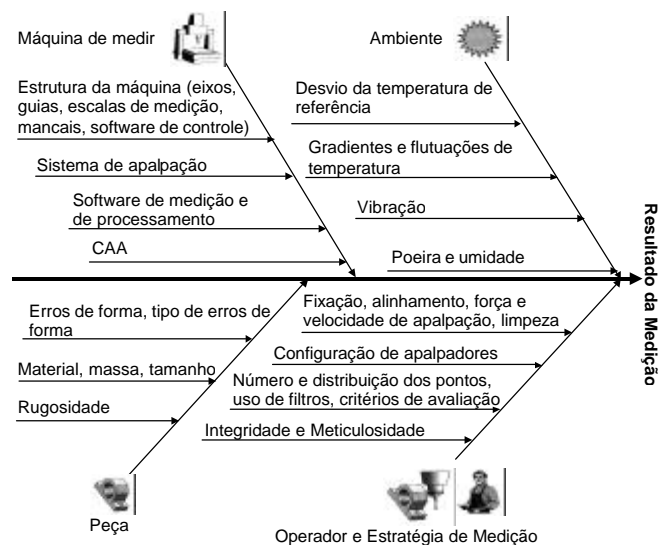 Máquina de medir
Estrutura da máquina (eixos,
guias, escalas de medição,
mancais, software de controle)
Sistema de apalpação
Software de medição e
de processamento
CAA
Ambiente
Desvio da temperatura de
referência
Gradientes e flutuações de
temperatura
Vibração
Poeira e umidade
Resultado da Medição
Erros de forma, tipo de erros de
forma
Material, massa, tamanho
Rugosidade
Peça
Fixação, alinhamento, força e
velocidade de apalpação, limpeza
Configuração de apalpadores
Número e distribuição dos pontos,
uso de filtros, critérios de avaliação
Integridade e Meticulosidade
Operador e Estratégia de Medição